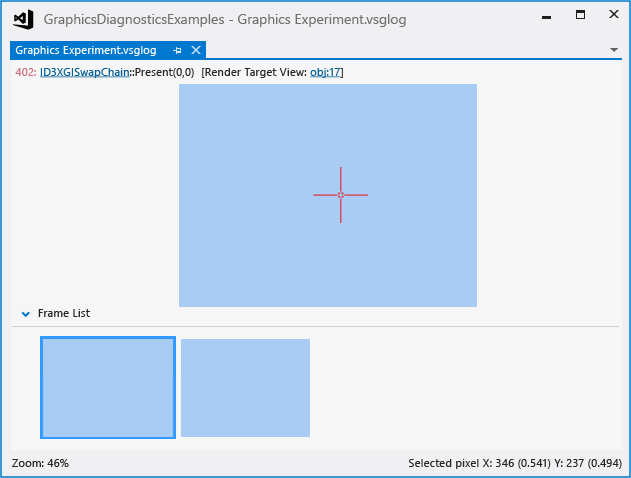 GraphicsDiagnosticsExamples - Graphics Experiment.vsglog
Graphics Experiment.vsglog
402: ID3XGISwapChain::Present(0,0) [Render Target View: obj:17]
Frame List
Zoom: 46%
Selected pixel X: 346 (0.541) Y: 237 (0.494)